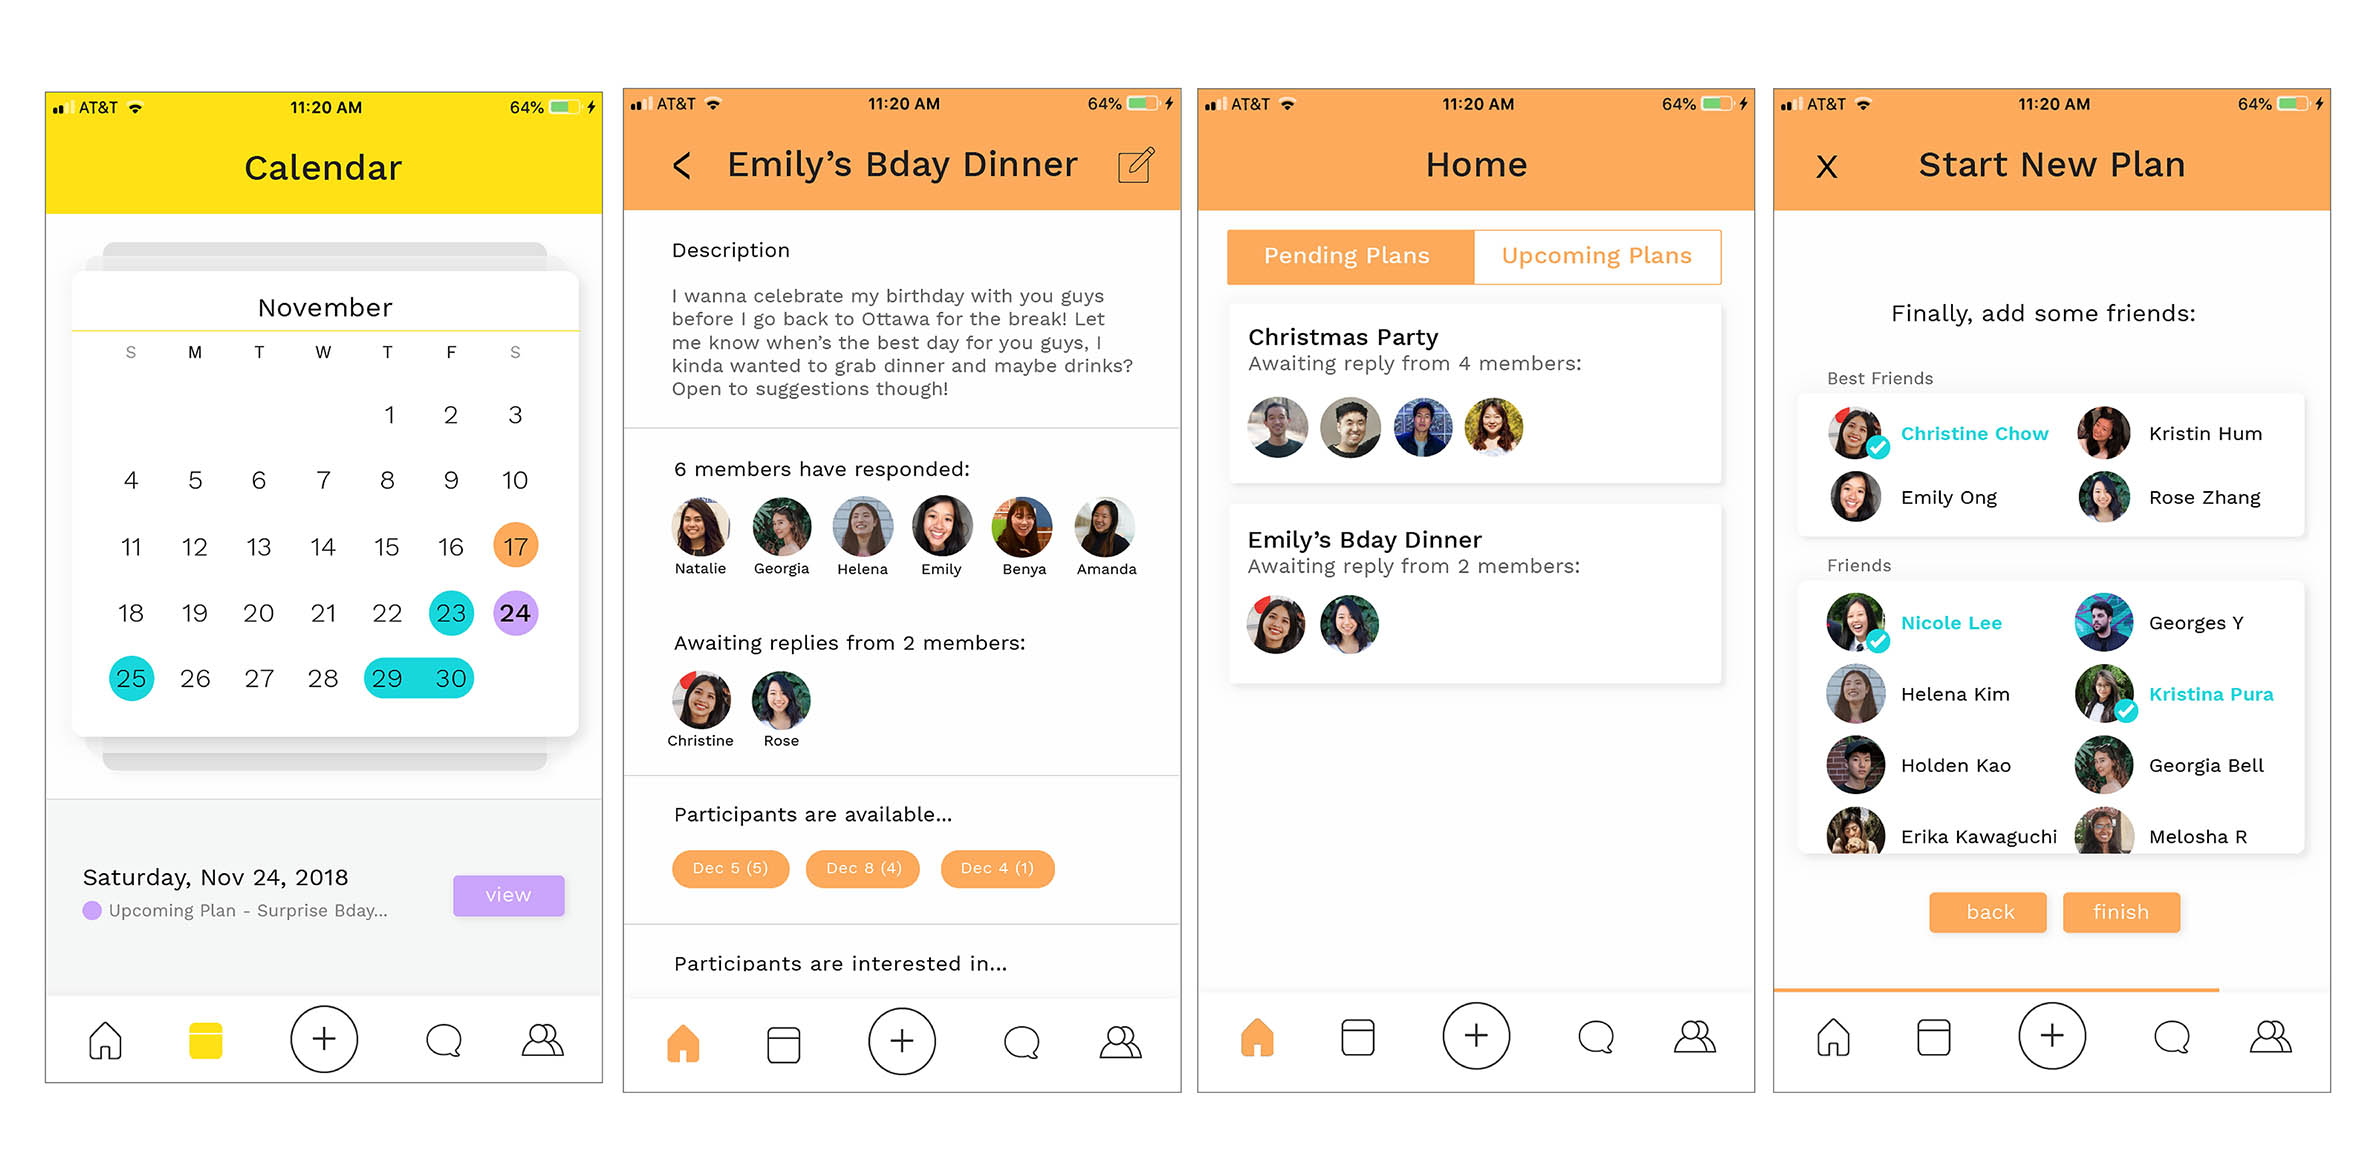 AT&T 11:20 AM 64%
Calendar
November
S M T W T F S
1 2 3
4 5 6 7 8 9 10
11 12 13 14 15 16 17
18 19 20 21 22 23 24
25 26 27 28 29 30
Saturday, Nov 24, 2018
Upcoming Plan - Surprise Bday...
view
AT&T 11:20 AM 64%
< Emily's Bday Dinner
Description
I wanna celebrate my birthday with you guys
before I go back to Ottawa for the break! Let
me know when's the best day for you guys, I
kinda wanted to grab dinner and maybe drinks?
Open to suggestions though!
6 members have responded:
Natalie Georgia Helena Emily Benya Amanda
Awaiting replies from 2 members:
Christine Rose
Participants are available...
Dec 5 (5) Dec 8 (4) Dec 4 (1)
Participants are interested in...
AT&T 11:20 AM 64%
Home
Pending Plans Upcoming Plans
Christmas Party
Awaiting reply from 4 members:
Emily's Bday Dinner
Awaiting reply from 2 members:
AT&T 11:20 AM 64%
X Start New Plan
Finally, add some friends:
Best Friends
Christine Chow Kristin Hum
Emily Ong Rose Zhang
Friends
Nicole Lee Georges Y
Helena Kim Kristina Pura
Holden Kao Georgia Bell
Erika Kawaguchi Melosha R
back finish